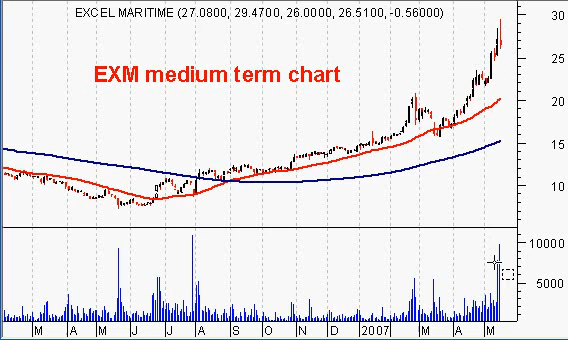 EXCEL MARITIME (27.0800, 29.4700, 26.0000, 26.5100, -0.56000)
EXM medium term chart
30
25
20
15
10
10000
5000
M A M J J A S O N D 2007 M A M